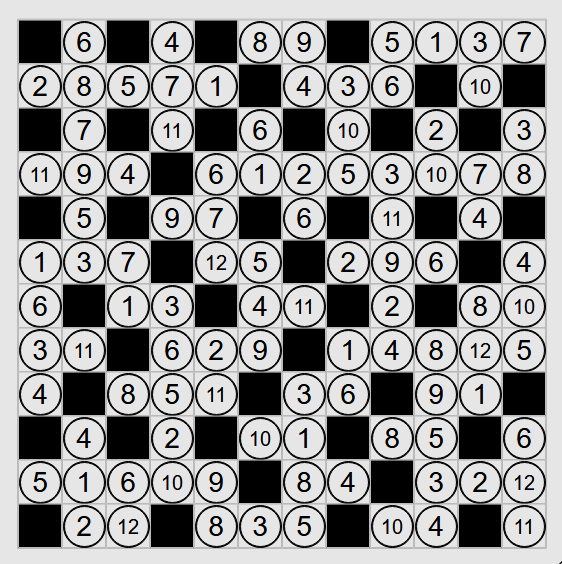 6 4 8 9 5 1 3 7
2 8 5 7 1 4 3 6 10
7 11 6 10 2 3
11 9 4 6 1 2 5 3 10 7 8
5 9 7 6 11 4
1 3 7 12 5 2 9 6 4
6 1 3 4 11 2 8 10
3 11 6 2 9 1 4 8 12 5
4 8 5 11 3 6 9 1
4 2 10 1 8 5 6
5 1 6 10 9 8 4 3 2 12
2 12 8 3 5 10 4 11